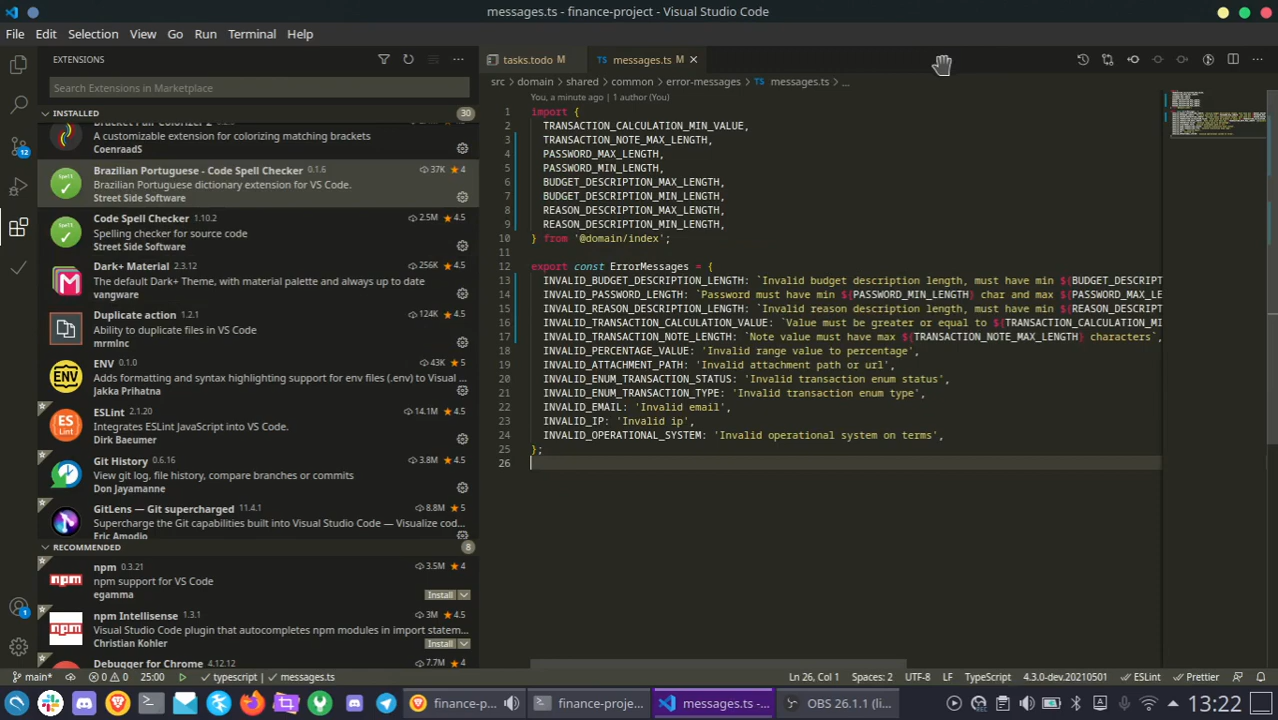 messages.ts - finance-project - Visual Studio Code
File Edit Selection View Go Run Terminal Help
EXTENSIONS
Search Extensions in Marketplace
INSTALLED 30
A customizable extension for colorizing matching brackets
CoenraadS
Brazilian Portuguese - Code Spell Checker 0.1.6 37K 4
Brazilian Portuguese dictionary extension for VS Code.
Street Side Software
Code Spell Checker 1.10.2 2.5M 4.5
Spelling checker for source code
Street Side Software
Dark+ Material 2.3.12 256K 4.5
The default Dark+ Theme, with material palette and always up to date
vangware
Duplicate action 1.2.1 124K 4.5
Ability to duplicate files in VS Code
mrmlnc
ENV 0.1.0 43K 5
Adds formatting and syntax highlighting support for env files (.env) to Visual ...
Jakka Prihatna
ESLint 2.1.20 14.1M 4.5
Integrates ESLint JavaScript into VS Code.
Dirk Baeumer
Git History 0.6.16 3.8M 4.5
View git log, file history, compare branches or commits
Don Jayamanne
GitLens — Git supercharged 11.4.1 8.8M 5
Supercharge the Git capabilities built into Visual Studio Code — Visualize cod...
Eric Amodio
RECOMMENDED 8
npm 0.3.21 3.5M 4
npm support for VS Code
egamma Install
npm Intellisense 1.3.1 3M 4.5
Visual Studio Code plugin that autocompletes npm modules in import statem...
Christian Kohler Install
Debugger for Chrome 4.12.12 7.7M 4
12
1
tasks.todo M messages.ts M
src > domain > shared > common > error-messages > TS messages.ts > ...
You, a minute ago | 1 author (You)
1 import {
2 TRANSACTION_CALCULATION_MIN_VALUE,
3 TRANSACTION_NOTE_MAX_LENGTH,
4 PASSWORD_MAX_LENGTH,
5 PASSWORD_MIN_LENGTH,
6 BUDGET_DESCRIPTION_MAX_LENGTH,
7 BUDGET_DESCRIPTION_MIN_LENGTH,
8 REASON_DESCRIPTION_MAX_LENGTH,
9 REASON_DESCRIPTION_MIN_LENGTH,
10 } from '@domain/index';
11
12 export const ErrorMessages = {
13 INVALID_BUDGET_DESCRIPTION_LENGTH: `Invalid budget description length, must have min ${BUDGET_DESCRIPT
14 INVALID_PASSWORD_LENGTH: `Password must have min ${PASSWORD_MIN_LENGTH} char and max ${PASSWORD_MAX_LE
15 INVALID_REASON_DESCRIPTION_LENGTH: `Invalid reason description length, must have min ${REASON_DESCRIPT
16 INVALID_TRANSACTION_CALCULATION_VALUE: `Value must be greater or equal to ${TRANSACTION_CALCULATION_MI
17 INVALID_TRANSACTION_NOTE_LENGTH: `Note value must have max ${TRANSACTION_NOTE_MAX_LENGTH} characters`,
18 INVALID_PERCENTAGE_VALUE: 'Invalid range value to percentage',
19 INVALID_ATTACHMENT_PATH: 'Invalid attachment path or url',
20 INVALID_ENUM_TRANSACTION_STATUS: 'Invalid transaction enum status',
21 INVALID_ENUM_TRANSACTION_TYPE: 'Invalid transaction enum type',
22 INVALID_EMAIL: 'Invalid email',
23 INVALID_IP: 'Invalid ip',
24 INVALID_OPERATIONAL_SYSTEM: 'Invalid operational system on terms',
25 };
26
main* 0 0 25:00 typescript | messages.ts Ln 26, Col 1 Spaces: 2 UTF-8 LF TypeScript 4.3.0-dev.20210501 ESLint Prettier
finance-p... finance-proje... messages.ts -... OBS 26.1.1 (li... 13:22